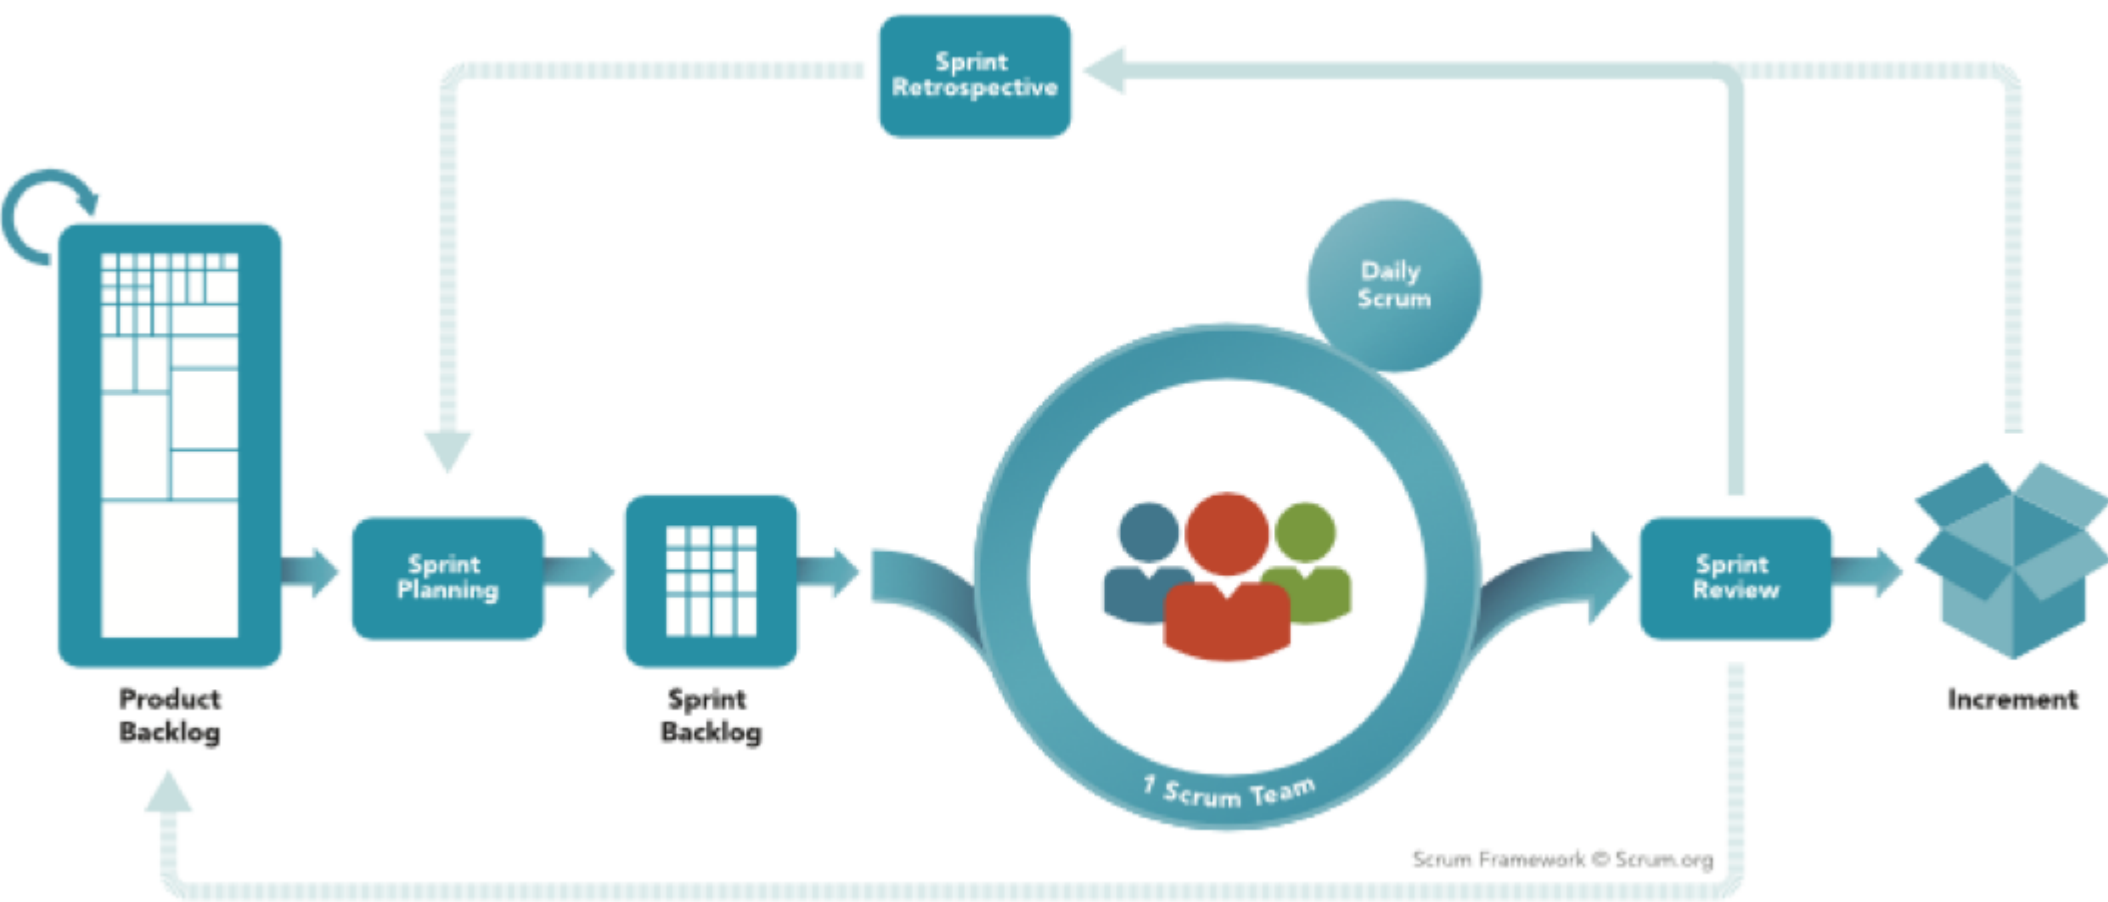 Sprint
Retrospective
Daily
Scrum
Sprint
Planning
Sprint
Review
Product
Backlog
Sprint
Backlog
Increment
1 Scrum Team
Scrum Framework © Scrum.org